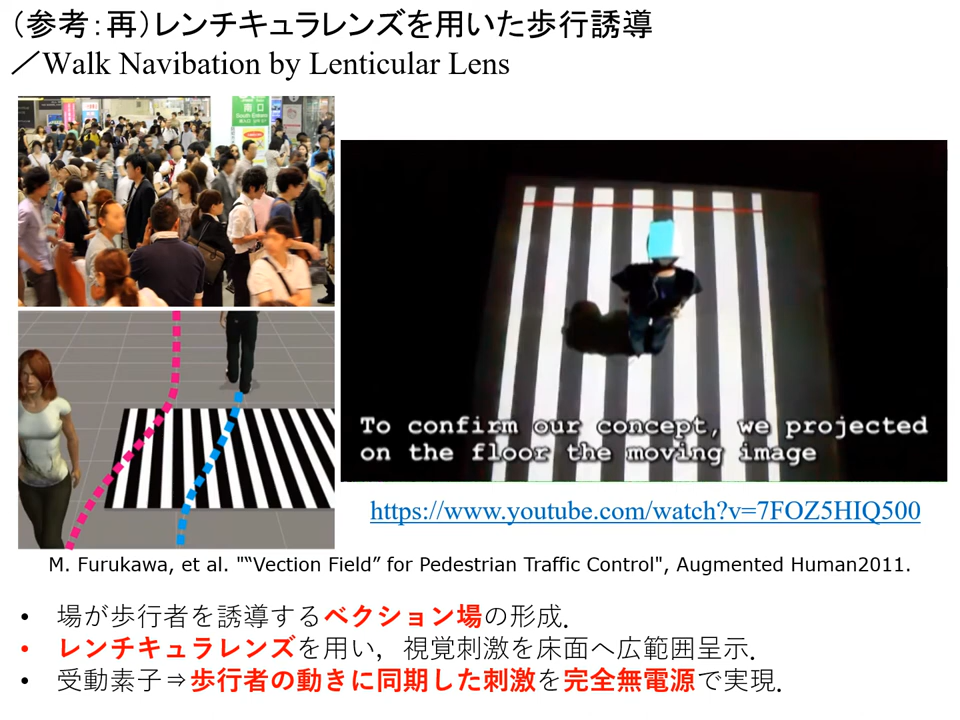 （参考：再）レンチキュラレンズを用いた歩行誘導
／Walk Navibation by Lenticular Lens
南口
South Entrance
To confirm our concept, we projected
on the floor the moving image
https://www.youtube.com/watch?v=7FOZ5HIQ500
M. Furukawa, et al. "“Vection Field” for Pedestrian Traffic Control", Augmented Human2011.
• 場が歩行者を誘導するベクション場の形成．
• レンチキュラレンズを用い，視覚刺激を床面へ広範囲呈示．
• 受動素子⇒歩行者の動きに同期した刺激を完全無電源で実現．